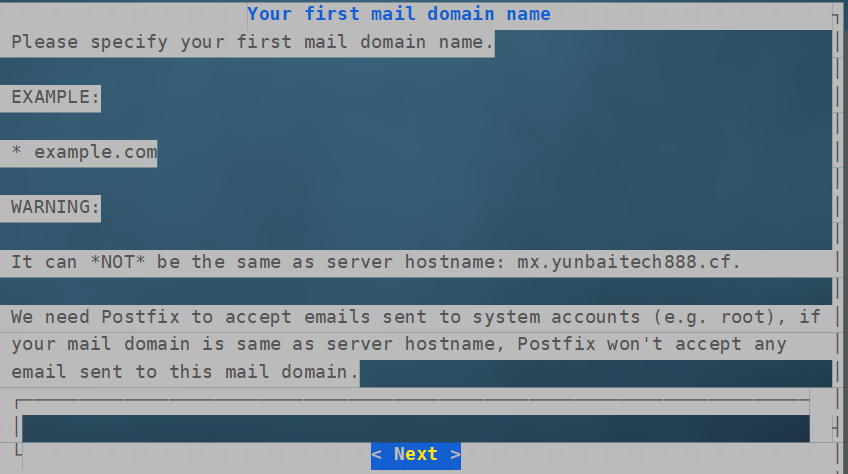 Your first mail domain name
Please specify your first mail domain name.
EXAMPLE:
* example.com
WARNING:
It can *NOT* be the same as server hostname: mx.yunbaitech888.cf.
We need Postfix to accept emails sent to system accounts (e.g. root), if
your mail domain is same as server hostname, Postfix won't accept any
email sent to this mail domain.
< Next >